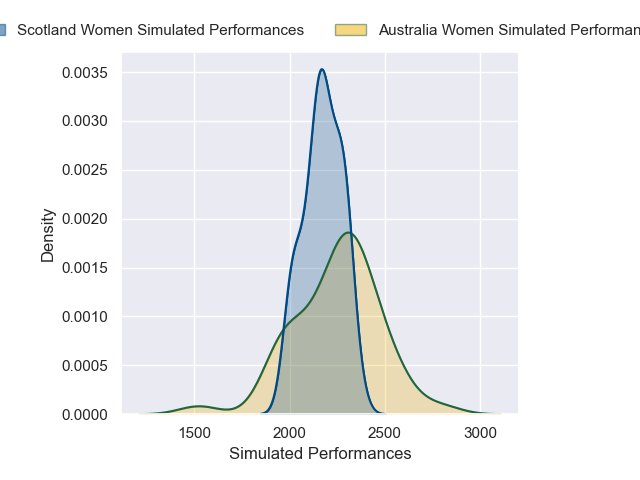 Scotland Women Simulated Performances
Australia Women Simulated Performan
0.0035
0.0030
0.0025
0.0020
0.0015
0.0010
0.0005
0.0000
Density
1500 2000 2500 3000
Simulated Performances